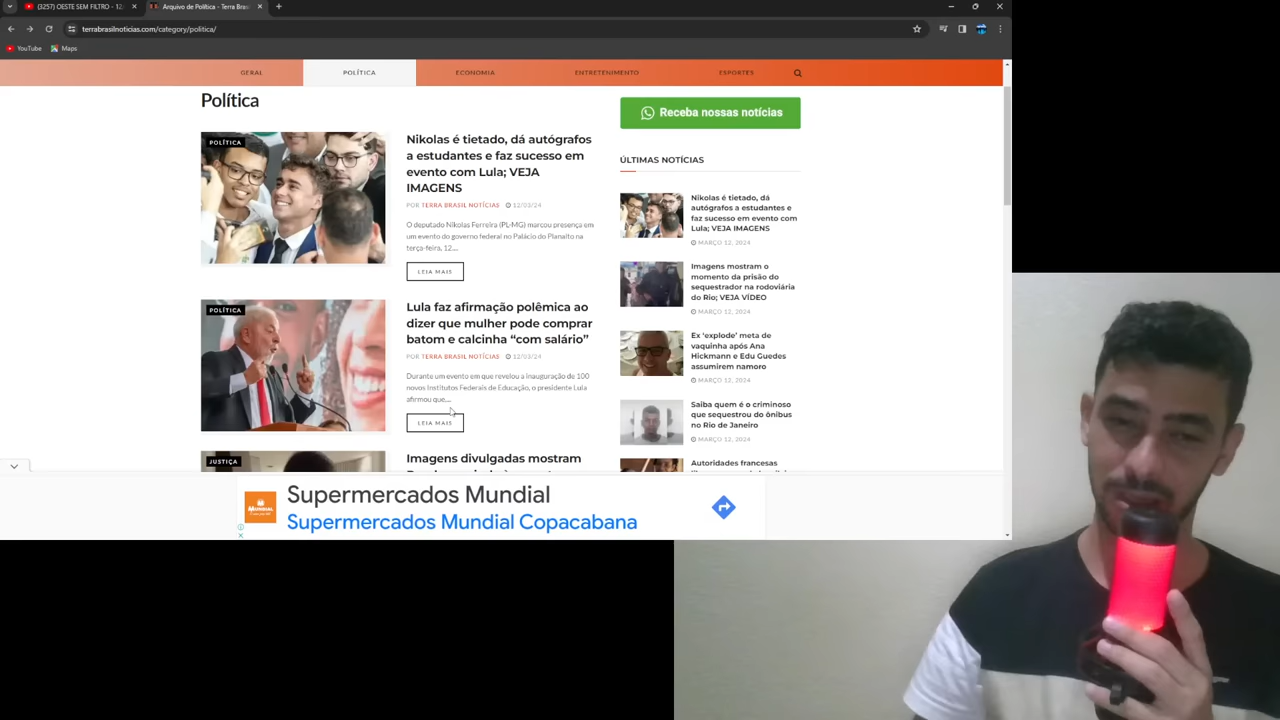 (3257) OESTE SEM FILTRO - 12
Arquivo de Política - Terra Bras
terrabrasilnoticias.com/category/politica/
YouTube
Maps
GERAL
POLÍTICA
ECONOMIA
ENTRETENIMENTO
ESPORTES
Política
POLÍTICA
Nikolas é tietado, dá autógrafos
a estudantes e faz sucesso em
evento com Lula; VEJA
IMAGENS
POR TERRA BRASIL NOTÍCIAS 12/03/24
O deputado Nikolas Ferreira (PL-MG) marcou presença em
um evento do governo federal no Palácio do Planalto na
terça-feira, 12....
LEIA MAIS
POLÍTICA
Lula faz afirmação polêmica ao
dizer que mulher pode comprar
batom e calcinha “com salário”
POR TERRA BRASIL NOTÍCIAS 12/03/24
Durante um evento em que revelou a inauguração de 100
novos Institutos Federais de Educação, o presidente Lula
afirmou que....
LEIA MAIS
JUSTIÇA
Imagens divulgadas mostram
Receba nossas notícias
ÚLTIMAS NOTÍCIAS
Nikolas é tietado, dá
autógrafos a estudantes e
faz sucesso em evento com
Lula; VEJA IMAGENS
MARÇO 12, 2024
Imagens mostram o
momento da prisão do
sequestrador na rodoviária
do Rio; VEJA VÍDEO
MARÇO 12, 2024
Ex ‘explode’ meta de
vaquinha após Ana
Hickmann e Edu Guedes
assumirem namoro
MARÇO 12, 2024
Saiba quem é o criminoso
que sequestrou do ônibus
no Rio de Janeiro
MARÇO 12, 2024
Autoridades francesas
MUNDIAL
Supermercados Mundial
Supermercados Mundial Copacabana